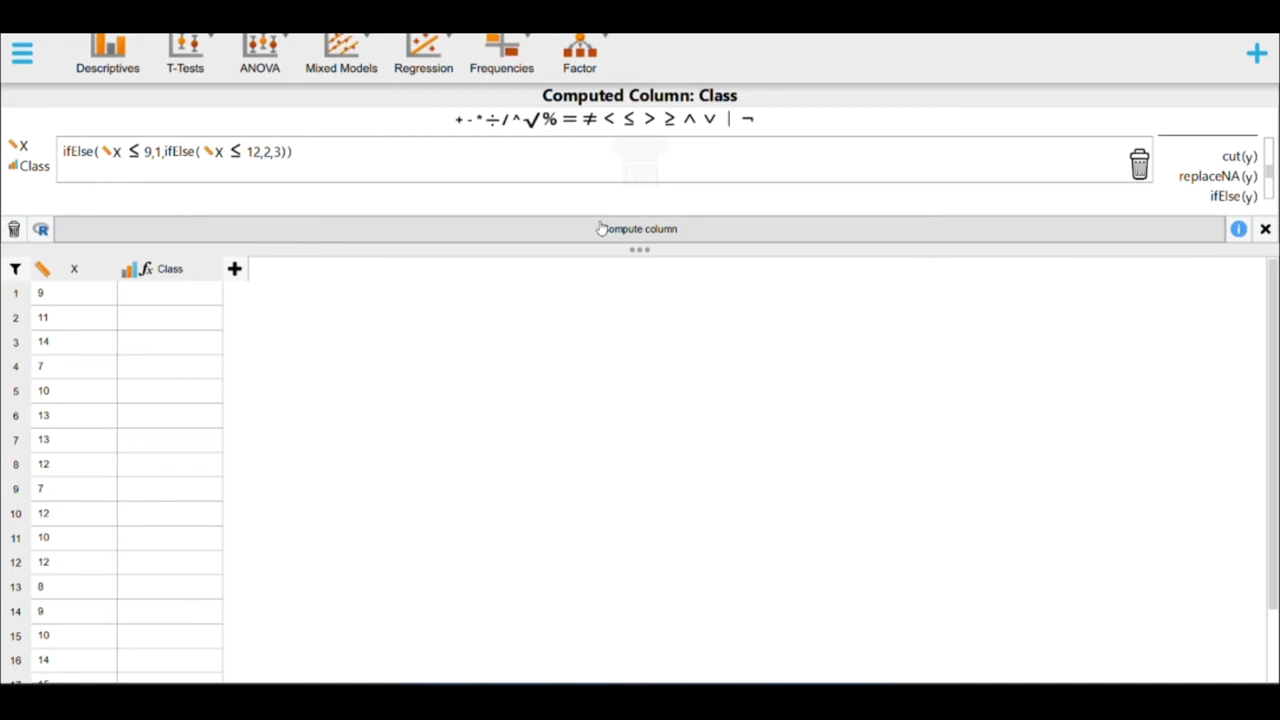 Descriptives T-Tests ANOVA Mixed Models Regression Frequencies Factor
Computed Column: Class
+ - * ÷ / ^ √ % = ≠ < ≤ > ≥ ∧ ∨ | ¬
X
Class
ifElse( X ≤ 9,1,ifElse( X ≤ 12,2,3))
cut(y)
replaceNA(y)
ifElse(y)
Compute column
X fx Class
1 9
2 11
3 14
4 7
5 10
6 13
7 13
8 12
9 7
10 12
11 10
12 12
13 8
14 9
15 10
16 14